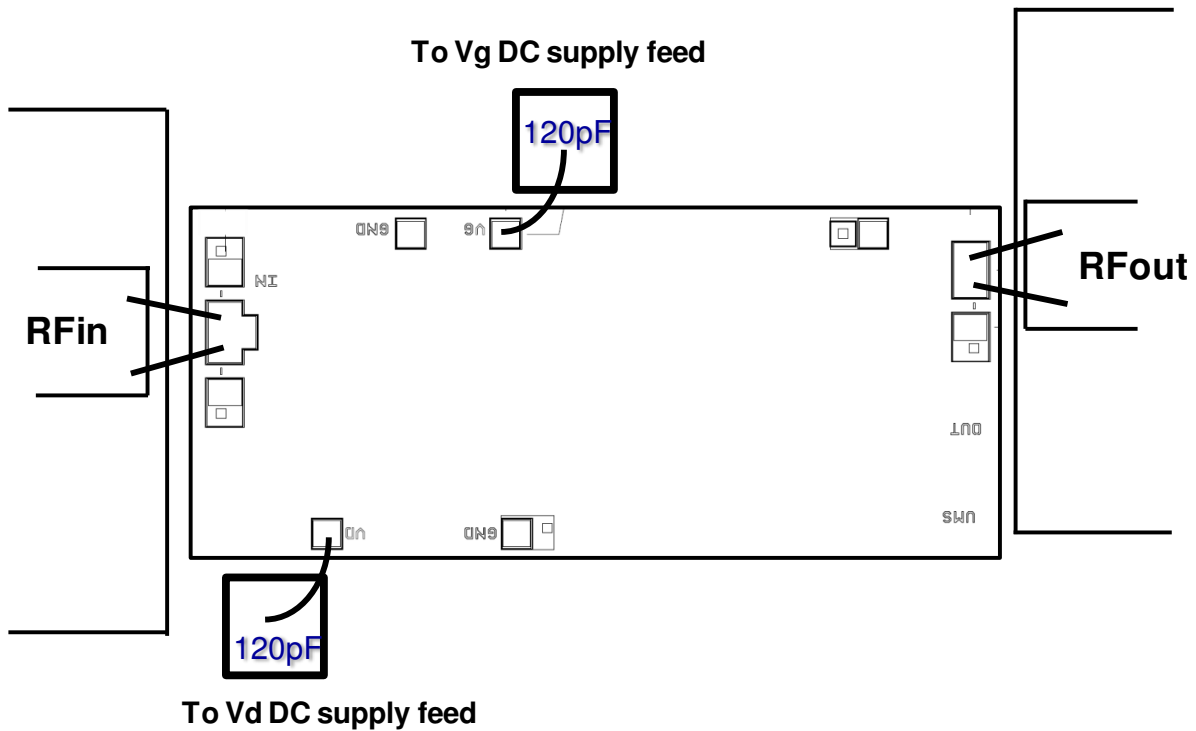 To Vg DC supply feed
120pF
GND
VG
IN
RFin
RFout
OUT
UMS
VD
GND
120pF
To Vd DC supply feed